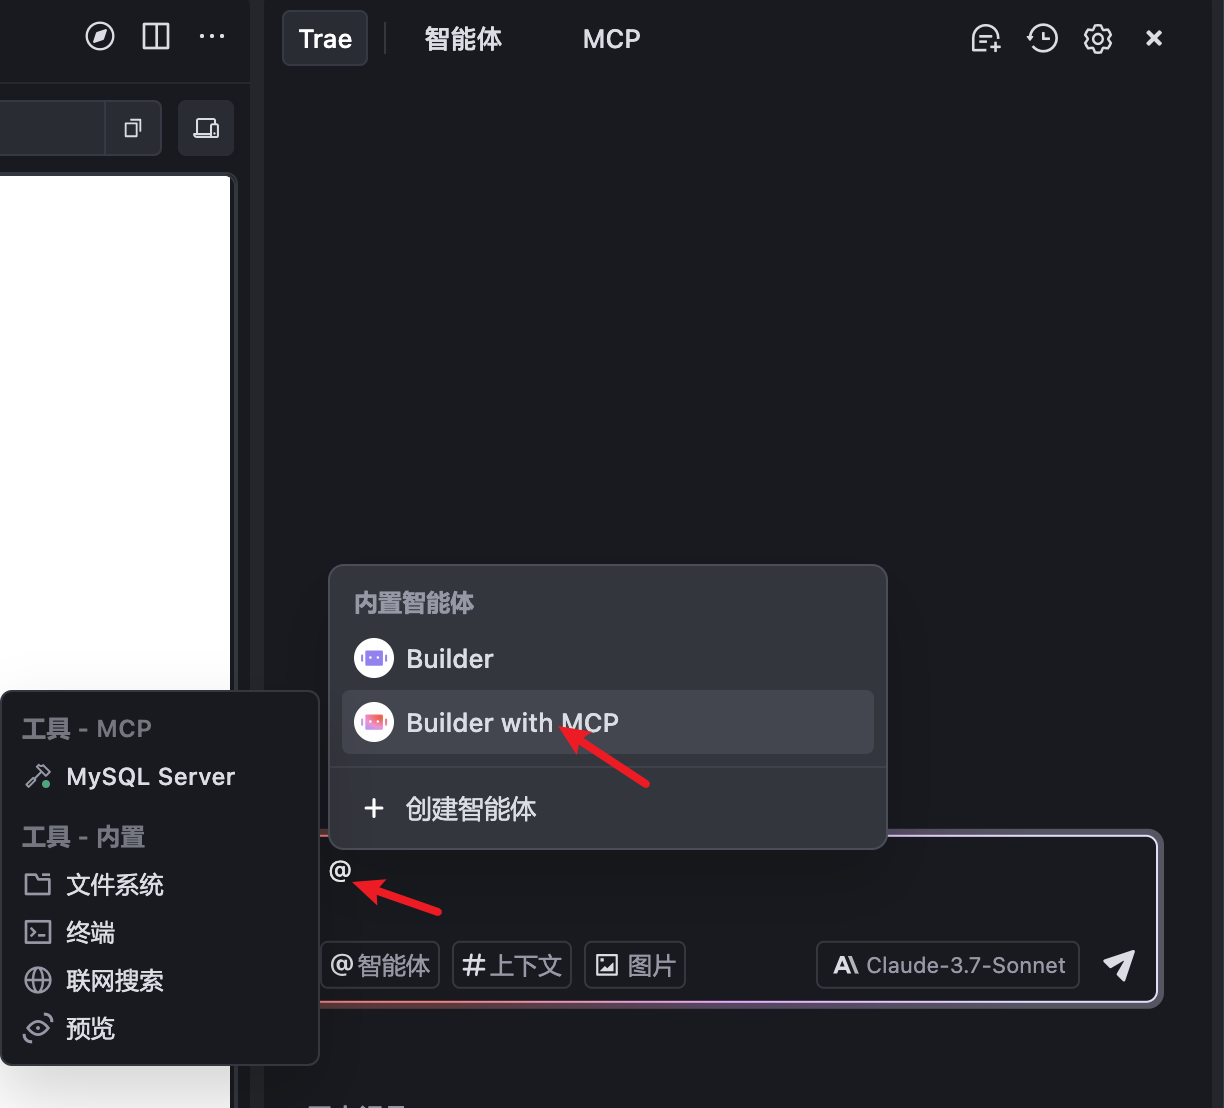 Trae
智能体
MCP
内置智能体
Builder
Builder with MCP
创建智能体
工具 - MCP
MySQL Server
工具 - 内置
文件系统
终端
联网搜索
预览
@
@智能体
#上下文
图片
Claude-3.7-Sonnet